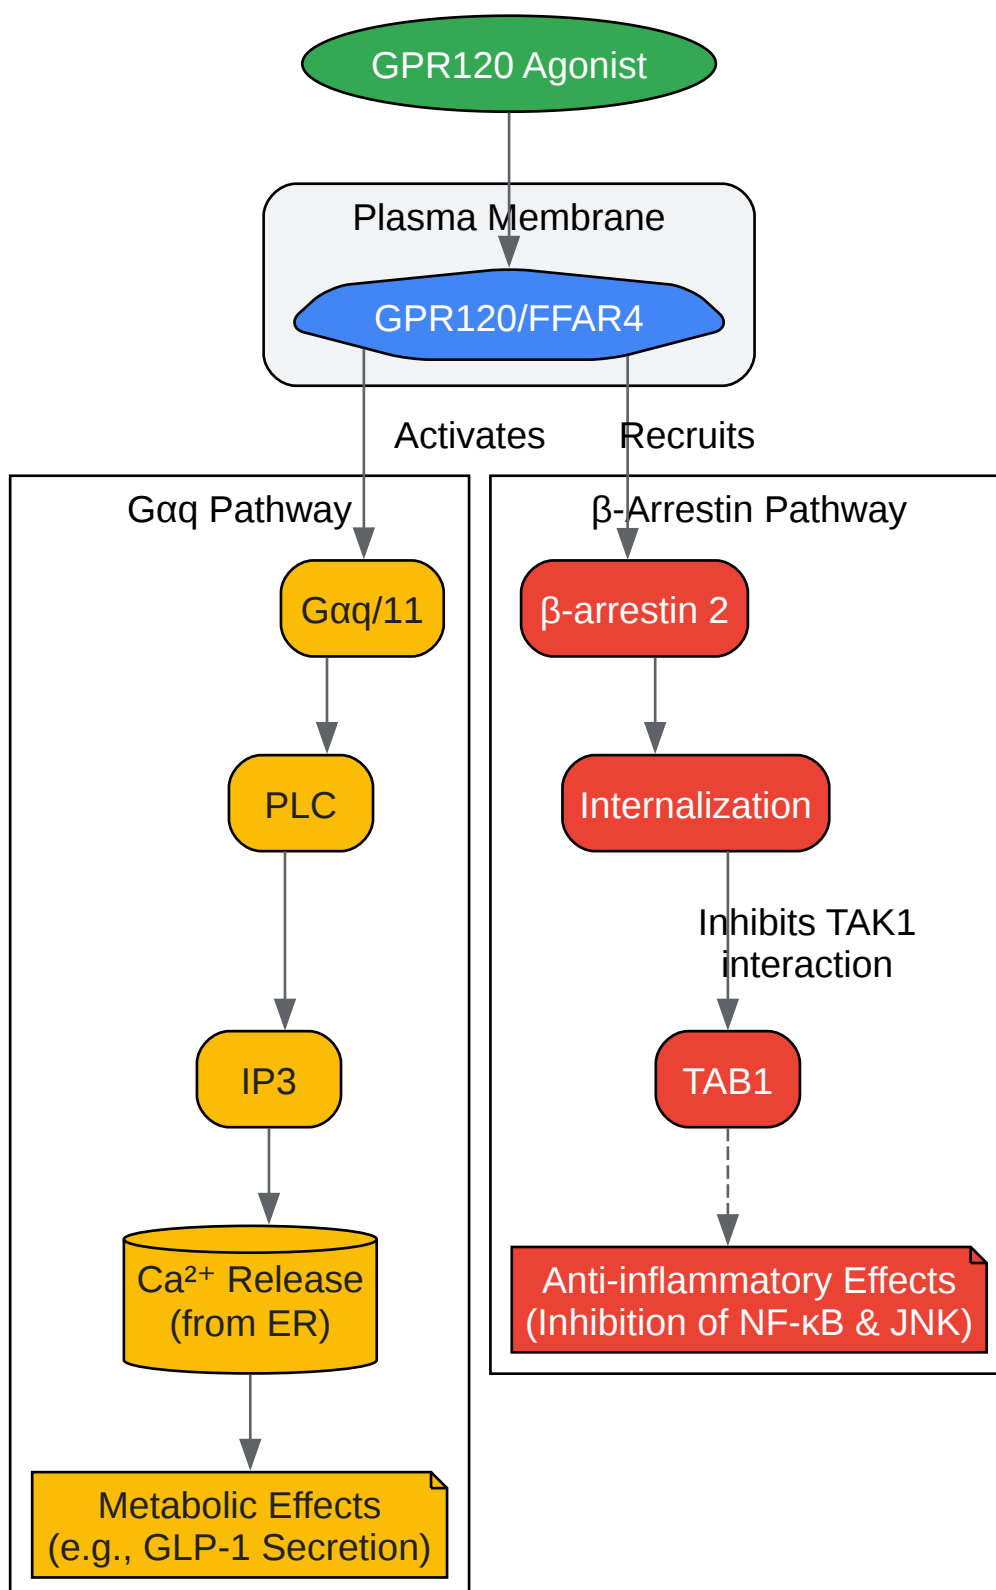 GPR120 Agonist
Plasma Membrane
GPR120/FFAR4
Activates
Recruits
Gαq Pathway
Gαq/11
PLC
IP3
Ca²⁺ Release
(from ER)
Metabolic Effects
(e.g., GLP-1 Secretion)
β-Arrestin Pathway
β-arrestin 2
Internalization
Inhibits TAK1
interaction
TAB1
Anti-inflammatory Effects
(Inhibition of NF-κB & JNK)